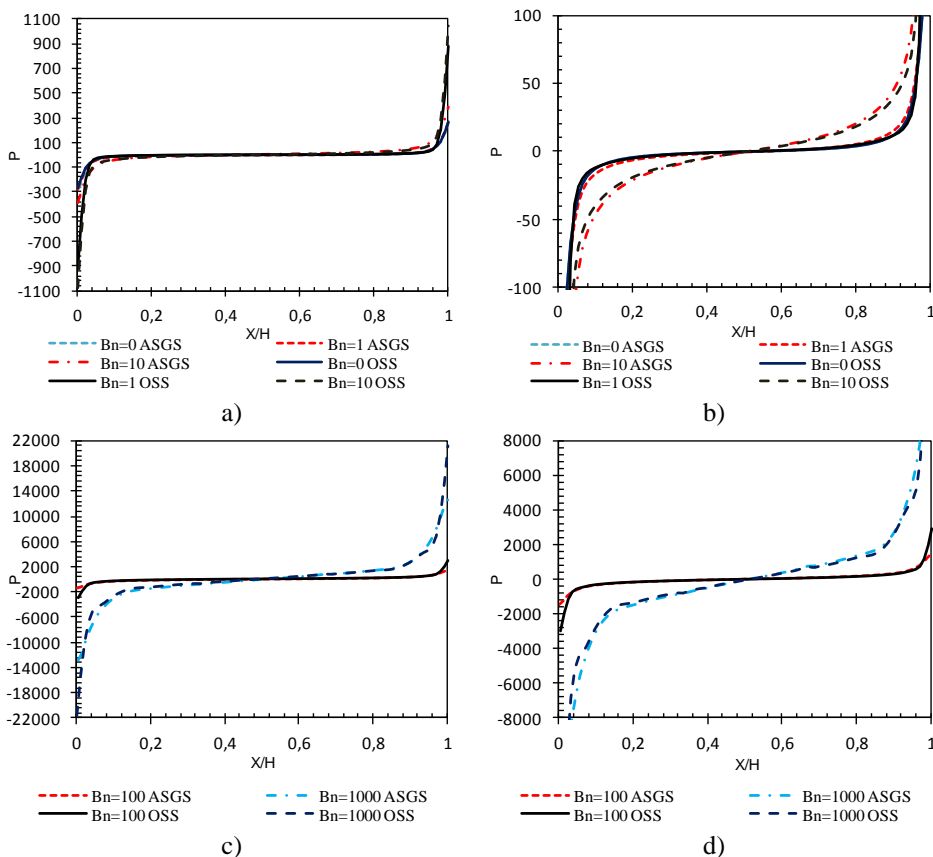 1100
900
700
500
300
100
-100
-300
-500
-700
-900
-1100
P
0 0,2 0,4 0,6 0,8 1
X/H
Bn=0 ASGS Bn=1 ASGS
Bn=10 ASGS Bn=0 OSS
Bn=1 OSS Bn=10 OSS
a)
100
50
0
-50
-100
P
0 0,2 0,4 0,6 0,8 1
X/H
Bn=0 ASGS Bn=1 ASGS
Bn=10 ASGS Bn=0 OSS
Bn=1 OSS Bn=10 OSS
b)
22000
18000
14000
10000
6000
2000
-2000
-6000
-10000
-14000
-18000
-22000
P
0 0,2 0,4 0,6 0,8 1
X/H
Bn=100 ASGS Bn=1000 ASGS
Bn=100 OSS Bn=1000 OSS
c)
8000
6000
4000
2000
0
-2000
-4000
-6000
-8000
P
0 0,2 0,4 0,6 0,8 1
X/H
Bn=100 ASGS Bn=1000 ASGS
Bn=100 OSS Bn=1000 OSS
d)